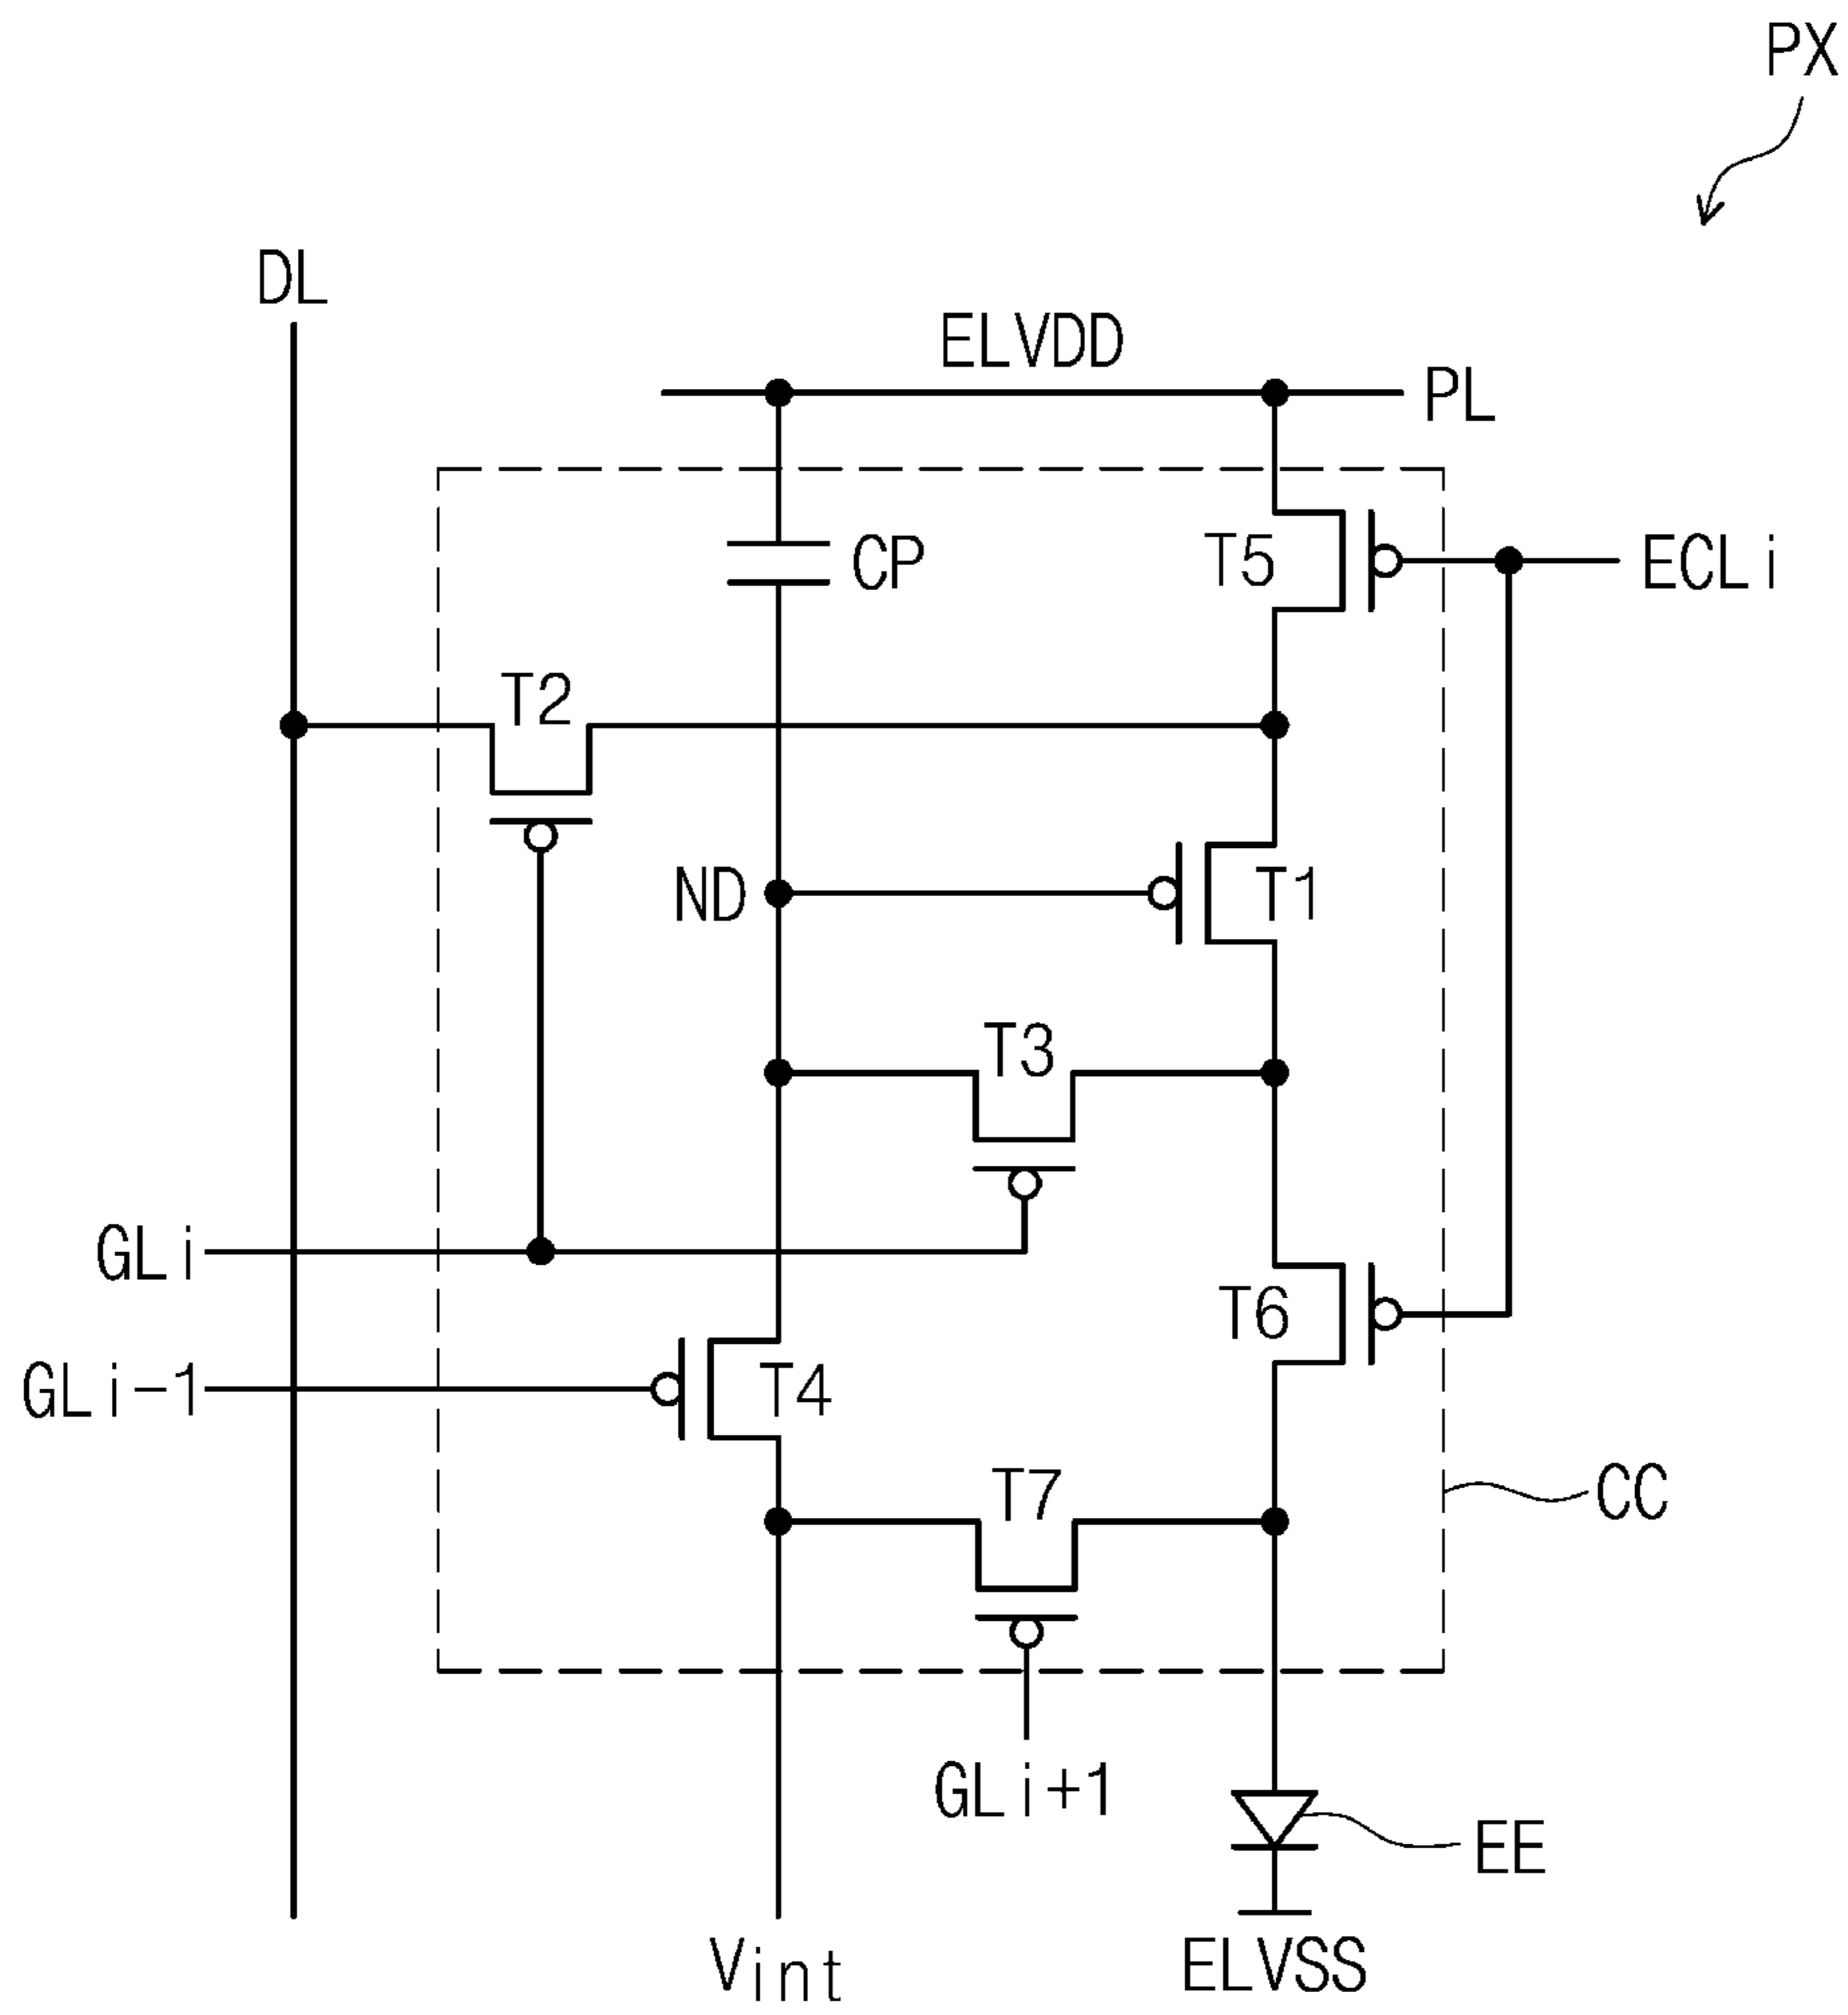 PX
DL
ELVDD
PL
T5
CP
ECLi
T2
ND
T1
T3
GLi
T6
GLi-1
T4
T7
CC
GLi+1
EE
Vint
ELVSS